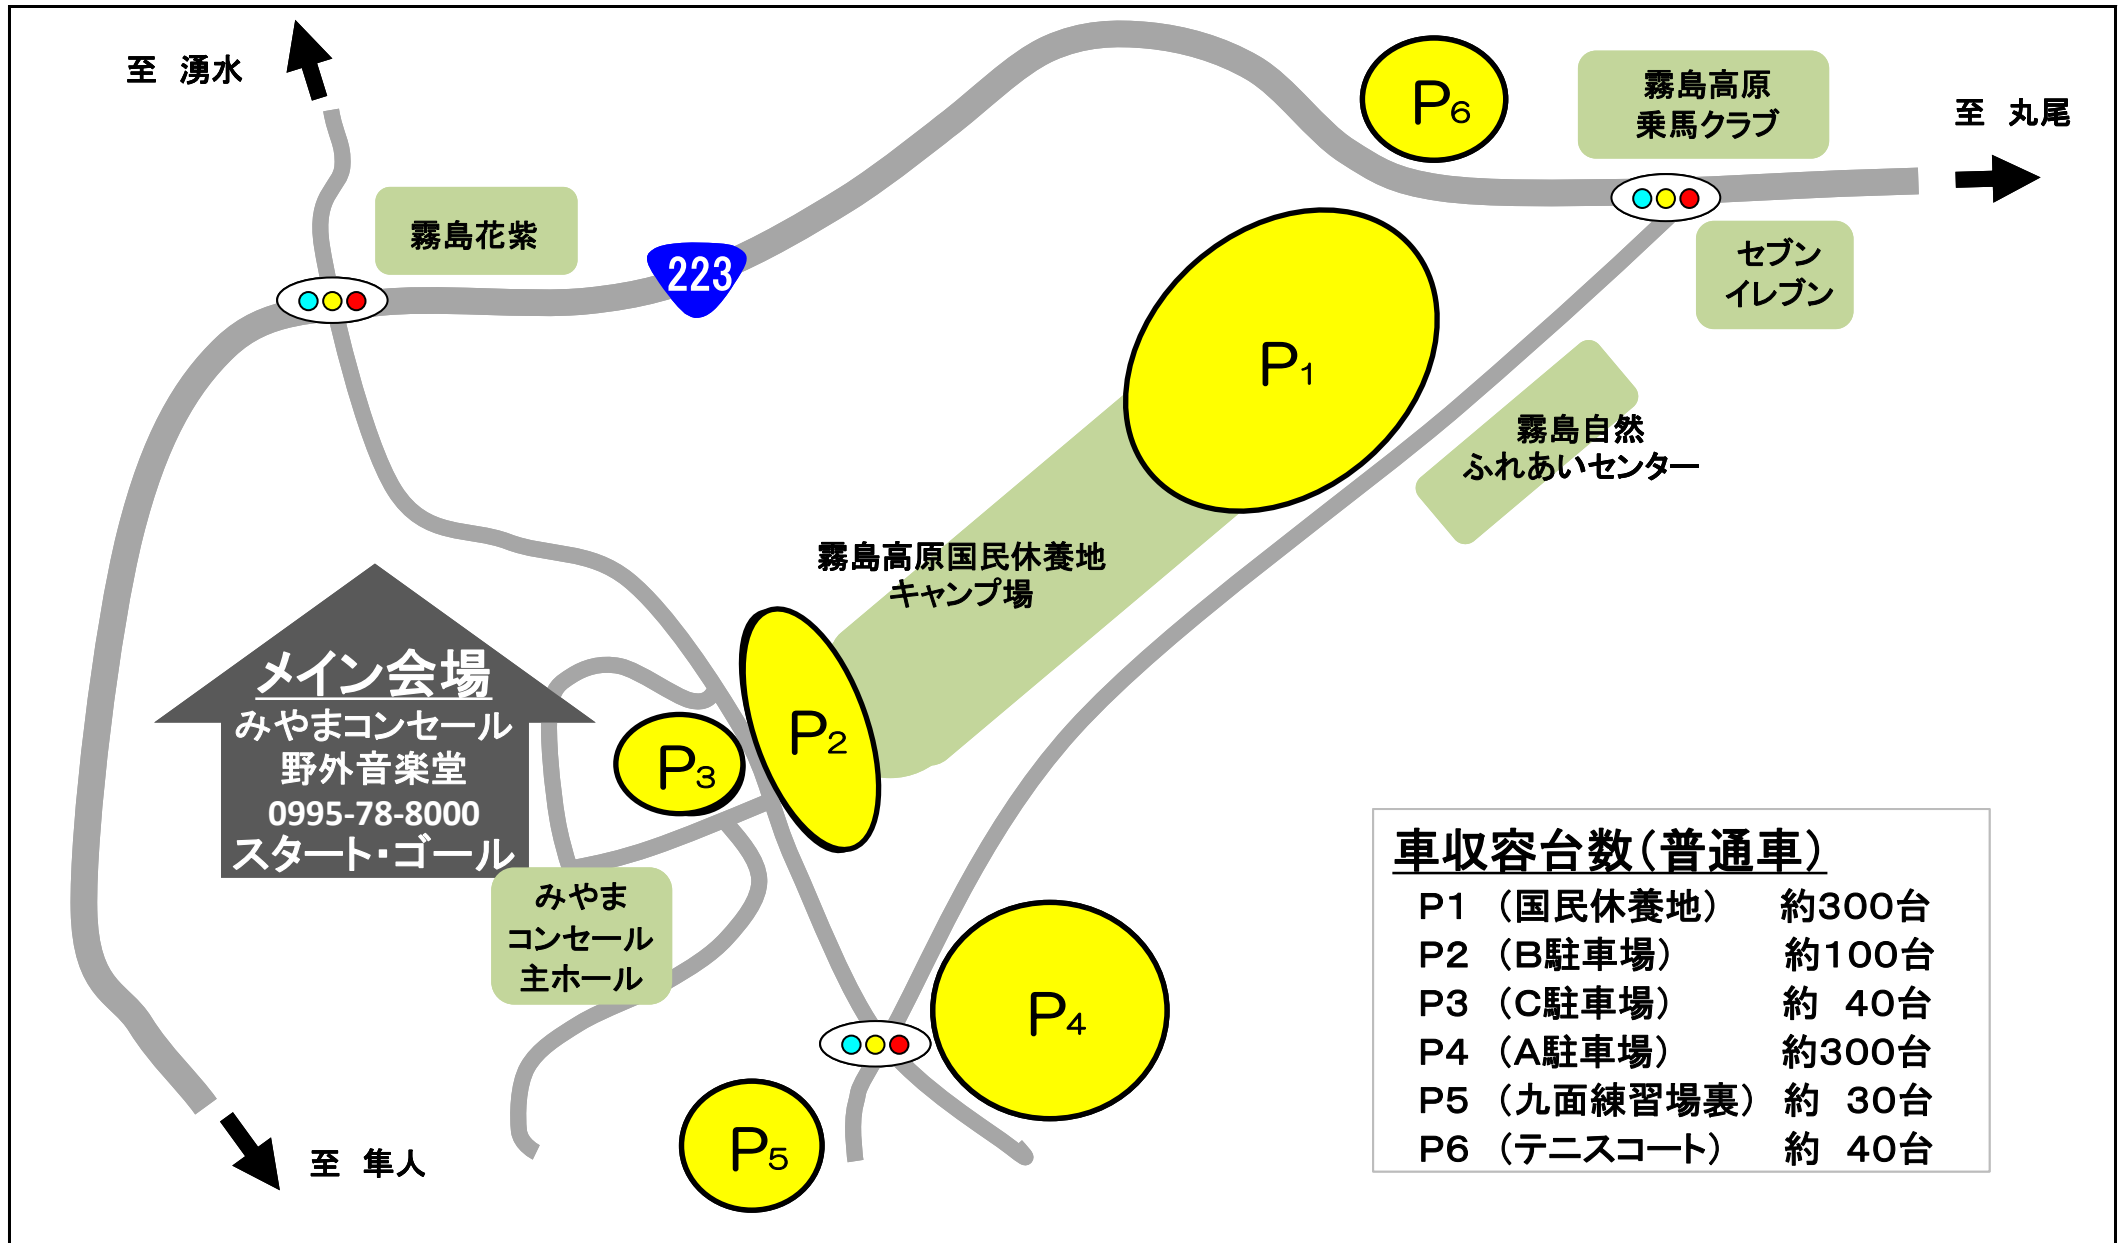 至　湧水
霧島花紫
223
P6
霧島高原
乗馬クラブ
至　丸尾
セブン
イレブン
P1
霧島自然
ふれあいセンター
霧島高原国民休養地
キャンプ場
メイン会場
みやまコンセール
野外音楽堂
0995-78-8000
スタート・ゴール
P2
P3
みやま
コンセール
主ホール
P4
P5
至　隼人
車収容台数（普通車）
P1　（国民休養地）　約300台
P2　（B駐車場）　約100台
P3　（C駐車場）　約　40台
P4　（A駐車場）　約300台
P5　（九面練習場裏）　約　30台
P6　（テニスコート）　約　40台